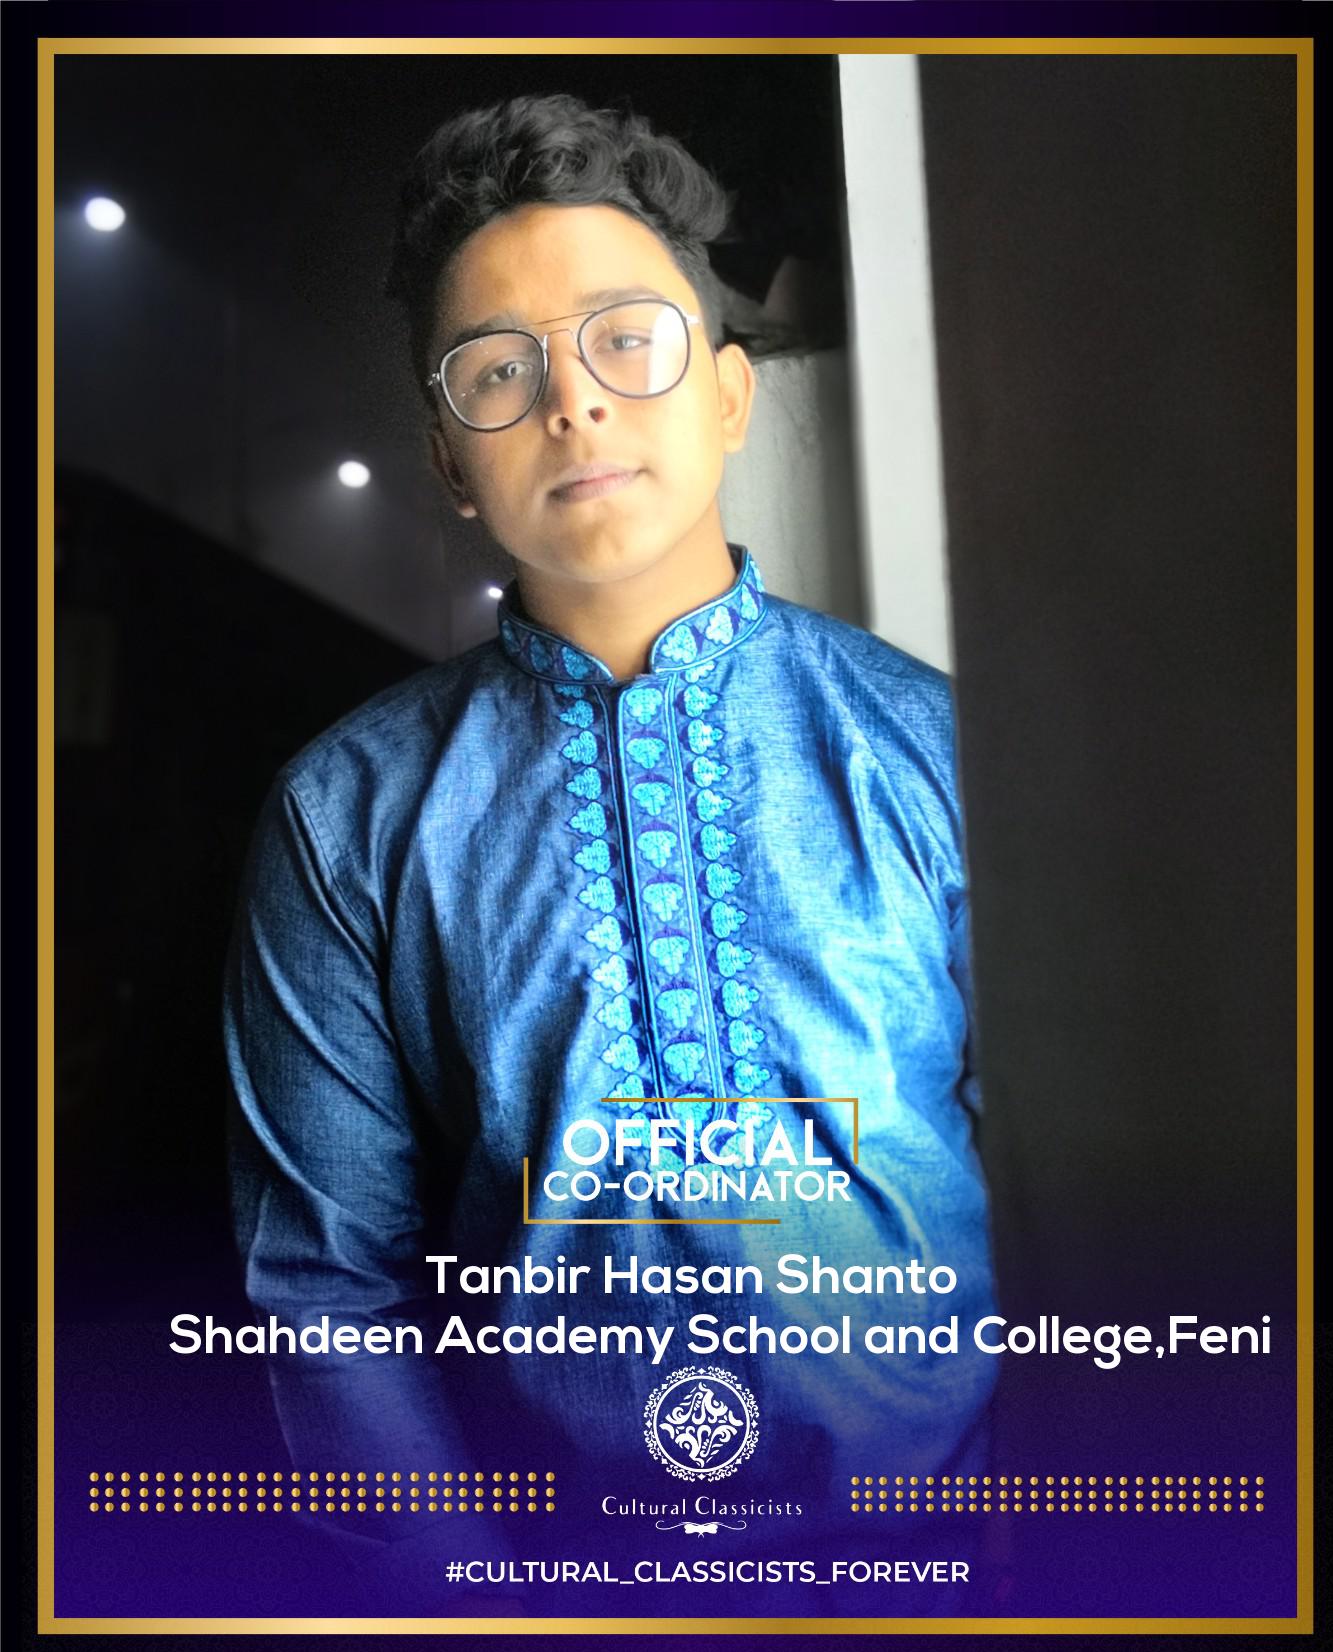 OFFICIAL
CO-ORDINATOR
Tanbir Hasan Shanto
Shahdeen Academy School and College,Feni
Cultural Classicists
#CULTURAL_CLASSICISTS_FOREVER